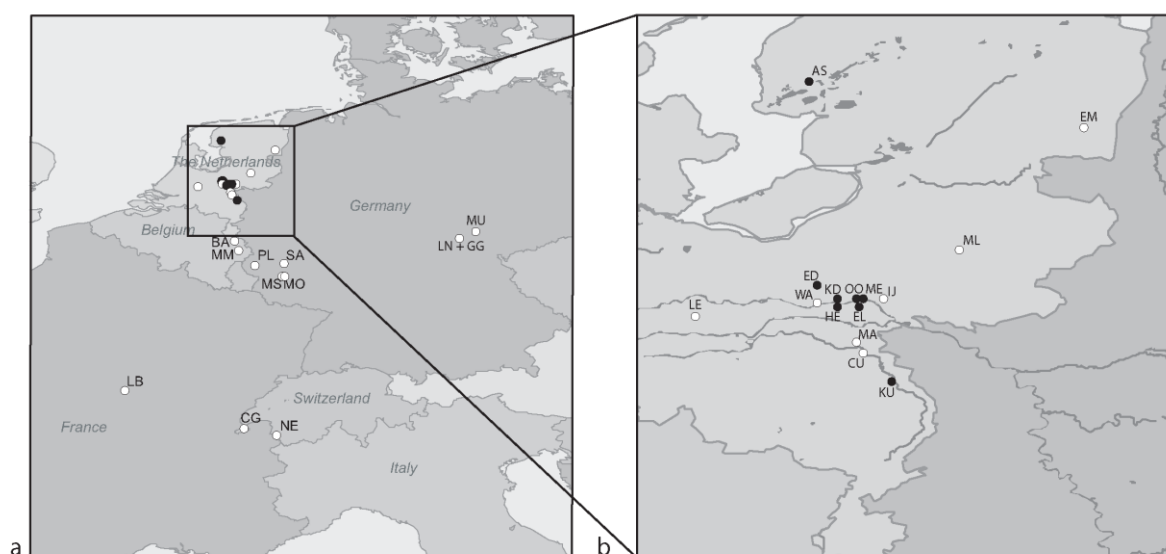 The Netherlands
Belgium
Germany
BA
MM
PL
SA
MS MO
MU
LN + GG
LB
France
CG
NE
Switzerland
Italy
a
AS
EM
ML
ED
WA
KD
OO
ME
IJ
LE
HE
EL
MA
CU
KU
b